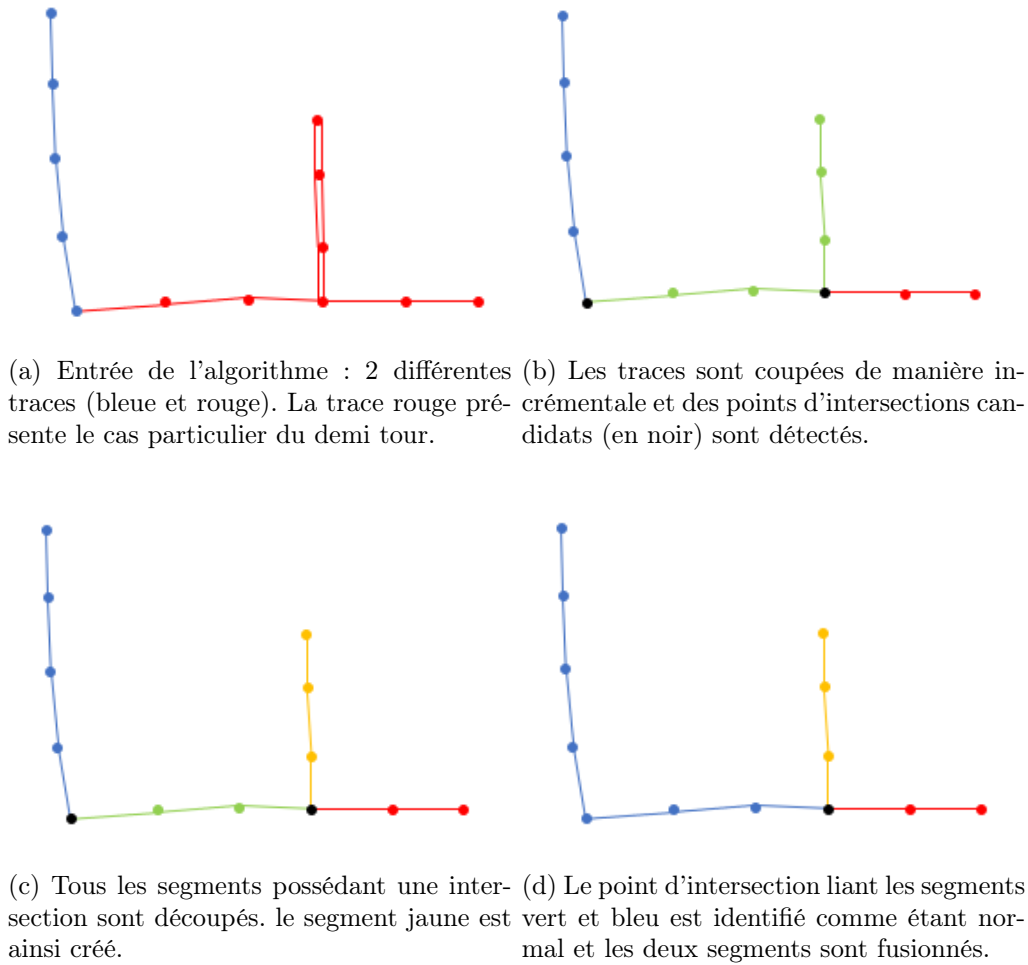 (a) Entrée de l'algorithme : 2 différentes
traces (bleue et rouge). La trace rouge pré-
sente le cas particulier du demi tour.
(b) Les traces sont coupées de manière in-
crémentale et des points d'intersections can-
didats (en noir) sont détectés.
(c) Tous les segments possédant une inter-
section sont découpés. le segment jaune est
ainsi créé.
(d) Le point d'intersection liant les segments
vert et bleu est identifié comme étant nor-
mal et les deux segments sont fusionnés.